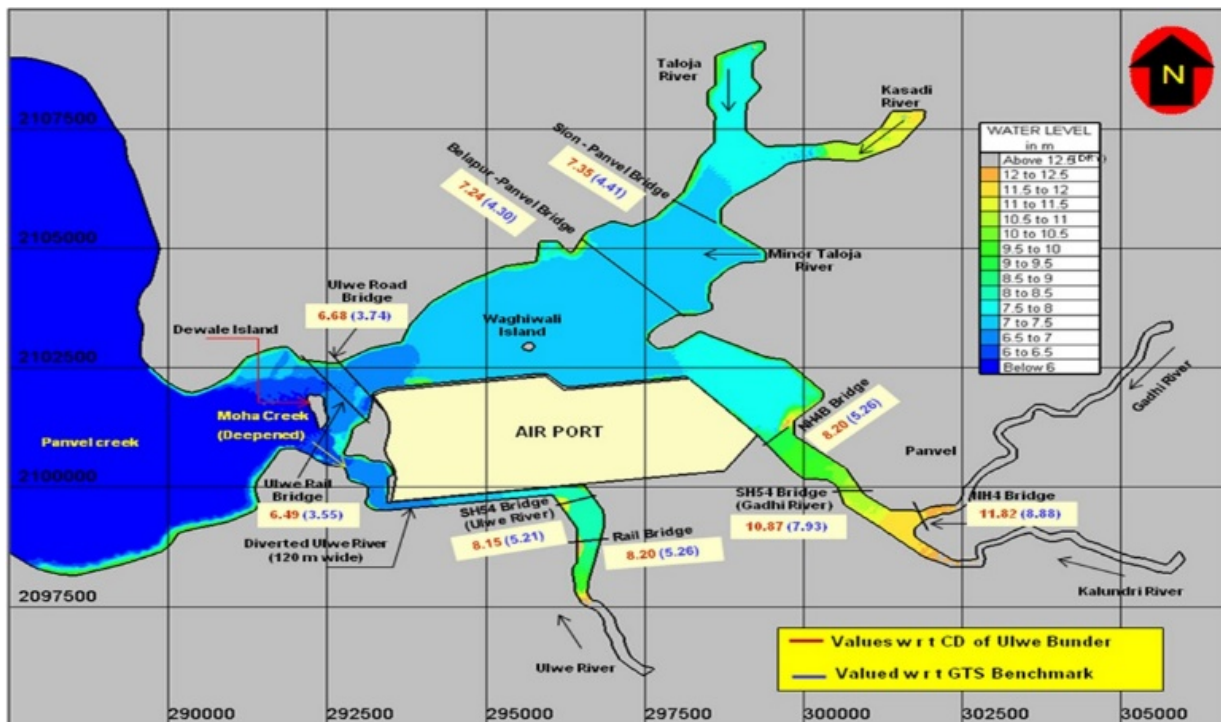 Taloja
River
Kasadi
River
N
2107500
Sion - Panvel Bridge
7.35 (4.41)
Belapur -Panvel Bridge
7.24 (4.30)
WATER LEVEL
in m
Above 12.5 (DRY)
12 to 12.5
11.5 to 12
11 to 11.5
10.5 to 11
10 to 10.5
9.5 to 10
9 to 9.5
8.5 to 9
8 to 8.5
7.5 to 8
7 to 7.5
6.5 to 7
6 to 6.5
Below 6
2105000
Minor Taloja
River
Ulwe Road
Bridge
6.68 (3.74)
Waghiwali
Island
Dewale Island
2102500
Gadhi River
Moha Creek
(Deepened)
Panvel creek
AIR PORT
NH4B Bridge
8.20 (5.26)
Panvel
2100000
Ulwe Rail
Bridge
6.49 (3.55)
SH54 Bridge
(Ulwe River)
8.15 (5.21)
SH54 Bridge
(Gadhi River)
10.87 (7.93)
NH4 Bridge
11.82 (8.88)
Diverted Ulwe River
(120 m wide)
Rail Bridge
8.20 (5.26)
Kalundri River
2097500
Ulwe River
Values w r t CD of Ulwe Bunder
Valued w r t GTS Benchmark
290000
292500
295000
297500
300000
302500
305000